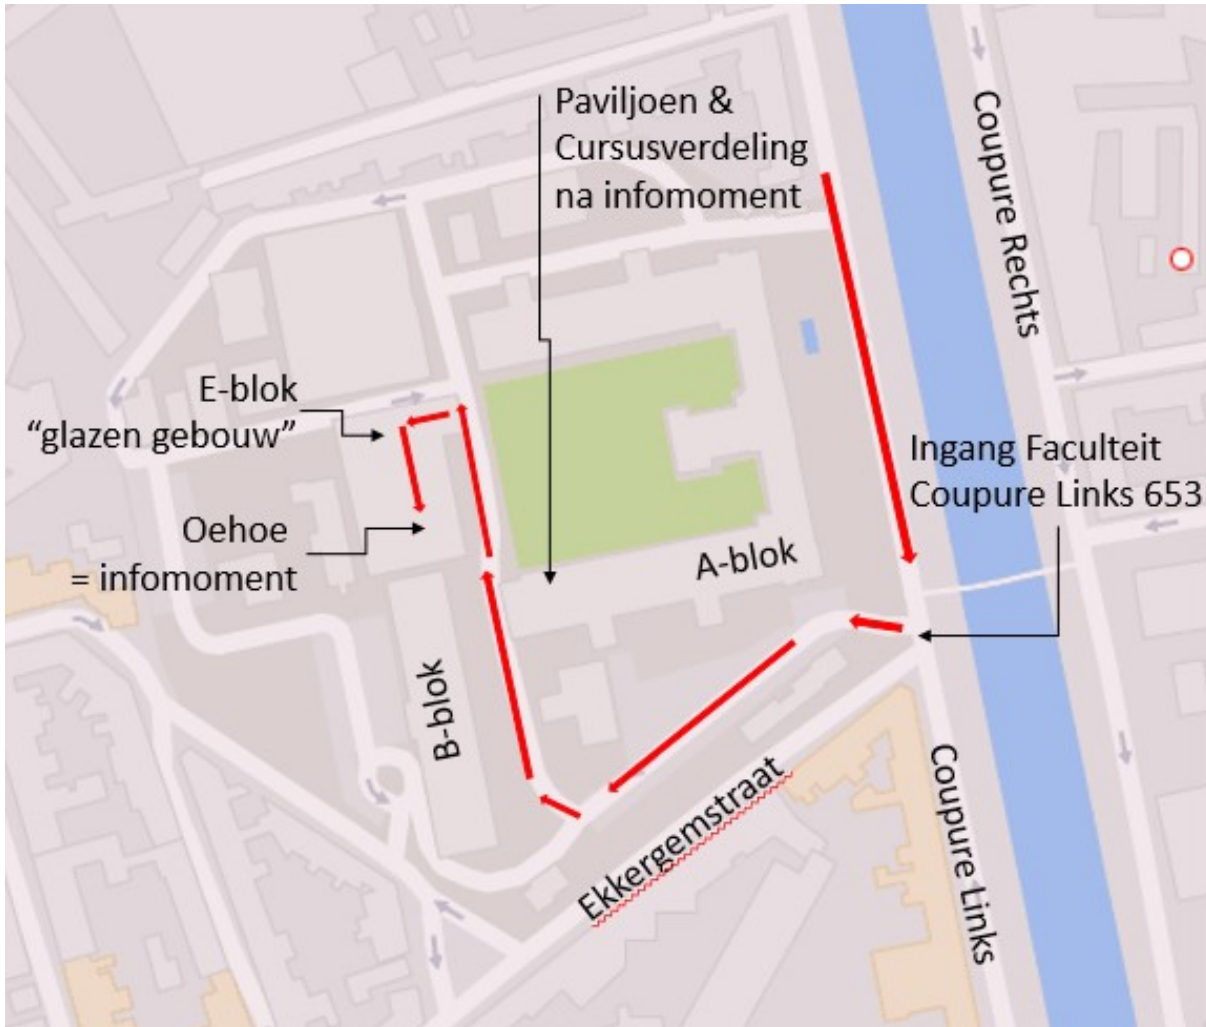 Paviljoen &
Cursusverdeling
na infomoment
Coupure Rechts
E-blok
“glazen gebouw”
Ingang Faculteit
Coupure Links 653
Oehoe
= infomoment
A-blok
B-blok
Ekkergemstraat
Coupure Links